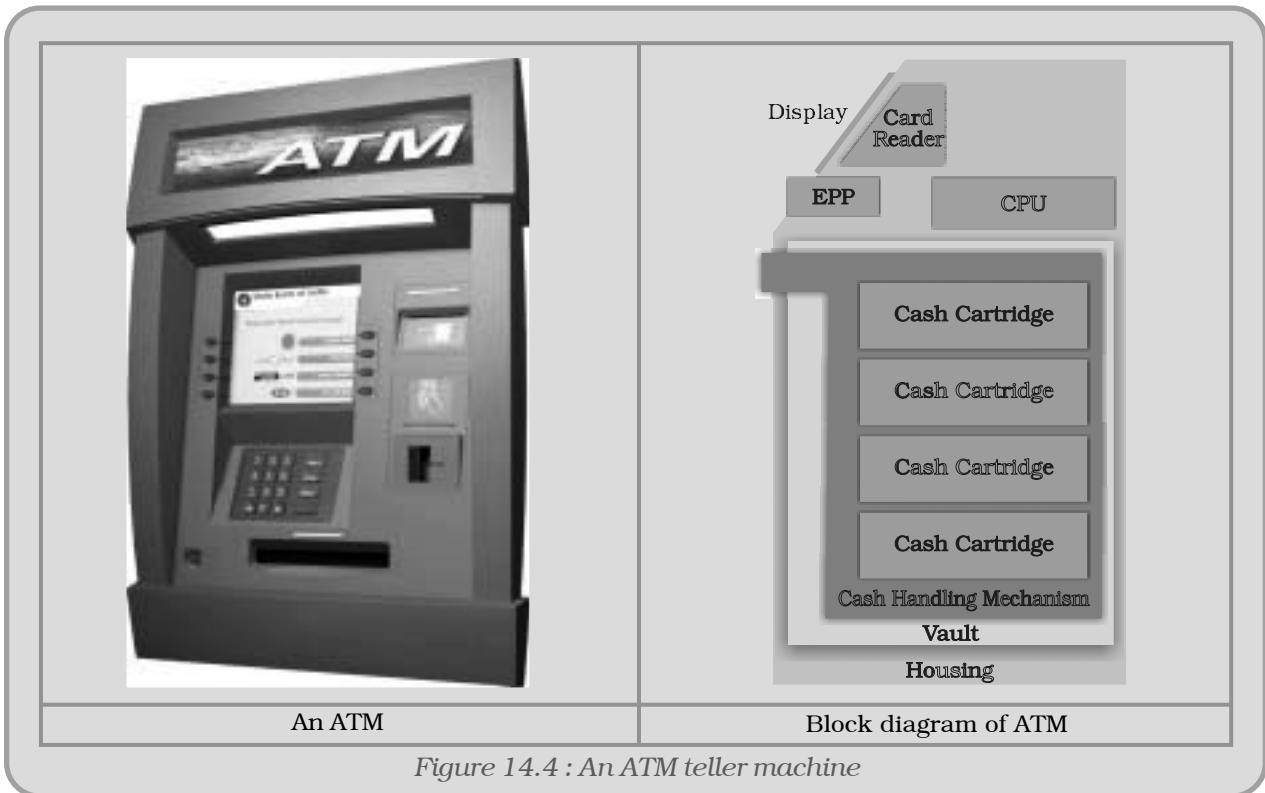 ATM
Display
Card
Reader
EPP
CPU
Cash Cartridge
Cash Cartridge
Cash Cartridge
Cash Cartridge
Cash Handling Mechanism
Vault
Housing
An ATM
Block diagram of ATM
Figure 14.4 : An ATM teller machine